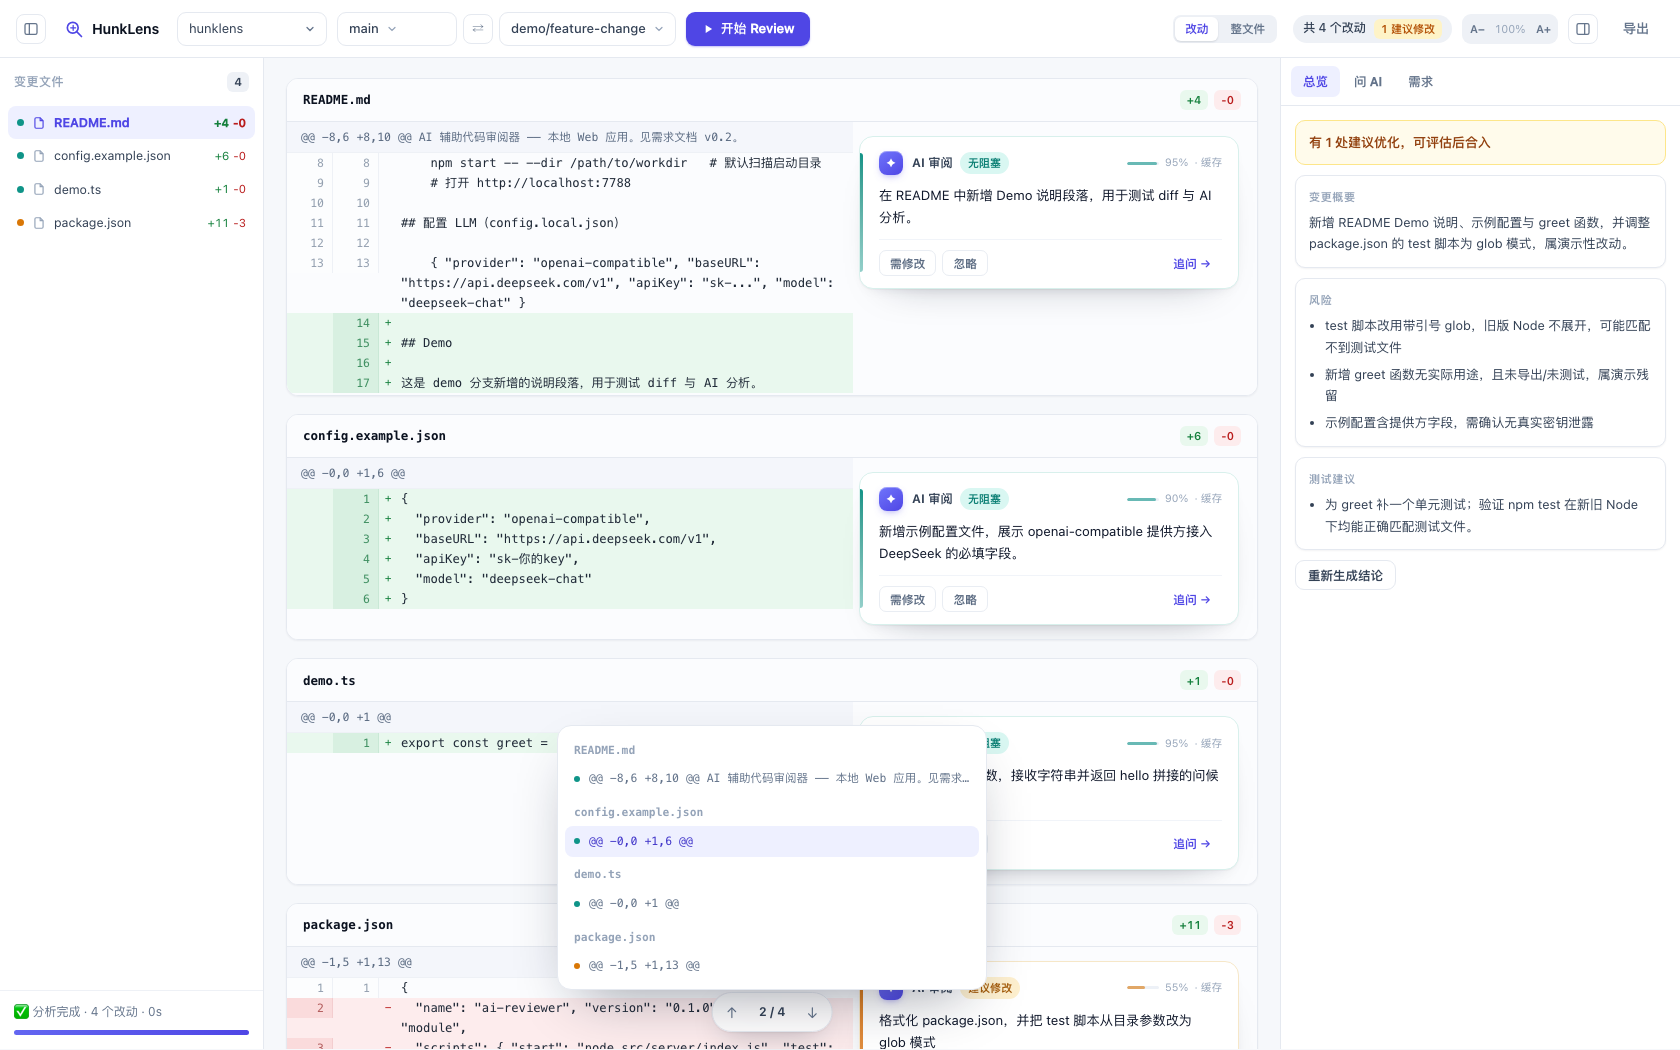 HunkLens
hunklens
main
demo/feature-change
开始 Review
改动
整文件
共 4 个改动
1 建议修改
A−
100%
A+
导出
变更文件
4
README.md
+4 -0
config.example.json
+6 -0
demo.ts
+1 -0
package.json
+11 -3
✅ 分析完成 · 4 个改动 · 0s
README.md
+4
-0
@@ -8,6 +8,10 @@ AI 辅助代码审阅器 —— 本地 Web 应用。见需求文档 v0.2。
8 8 npm start -- --dir /path/to/workdir # 默认扫描启动目录
9 9 # 打开 http://localhost:7788
10 10
11 11 ## 配置 LLM（config.local.json）
12 12
13 13 { "provider": "openai-compatible", "baseURL":
"https://api.deepseek.com/v1", "apiKey": "sk-...", "model":
"deepseek-chat" }
14 +
15 + ## Demo
16 +
17 + 这是 demo 分支新增的说明段落，用于测试 diff 与 AI 分析。
AI 审阅
无阻塞
95% · 缓存
在 README 中新增 Demo 说明段落，用于测试 diff 与 AI
分析。
需修改
忽略
追问 →
config.example.json
+6
-0
@@ -0,0 +1,6 @@
1 + {
2 + "provider": "openai-compatible",
3 + "baseURL": "https://api.deepseek.com/v1",
4 + "apiKey": "sk-你的key",
5 + "model": "deepseek-chat"
6 + }
AI 审阅
无阻塞
90% · 缓存
新增示例配置文件，展示 openai-compatible 提供方接入
DeepSeek 的必填字段。
需修改
忽略
追问 →
demo.ts
+1
-0
@@ -0,0 +1 @@
1 + export const greet =
塞
95% · 缓存
数，接收字符串并返回 hello 拼接的问候
追问 →
README.md
@@ -8,6 +8,10 @@ AI 辅助代码审阅器 —— 本地 Web 应用。见需求…
config.example.json
@@ -0,0 +1,6 @@
demo.ts
@@ -0,0 +1 @@
package.json
@@ -1,5 +1,13 @@
↑ 2 / 4 ↓
package.json
+11
-3
@@ -1,5 +1,13 @@
1 1 {
2 - "name": "ai-reviewer", "version": "0.1.0"
"module",
3 - "scripts": { "start": "node src/server/index.js", "test":
AI 审阅
建议修改
55% · 缓存
格式化 package.json，并把 test 脚本从目录参数改为
glob 模式
总览
问 AI
需求
有 1 处建议优化，可评估后合入
变更概要
新增 README Demo 说明、示例配置与 greet 函数，并调整
package.json 的 test 脚本为 glob 模式，属演示性改动。
风险
• test 脚本改用带引号 glob，旧版 Node 不展开，可能匹配
不到测试文件
• 新增 greet 函数无实际用途，且未导出/未测试，属演示残
留
• 示例配置含提供方字段，需确认无真实密钥泄露
测试建议
• 为 greet 补一个单元测试；验证 npm test 在新旧 Node
下均能正确匹配测试文件。
重新生成结论